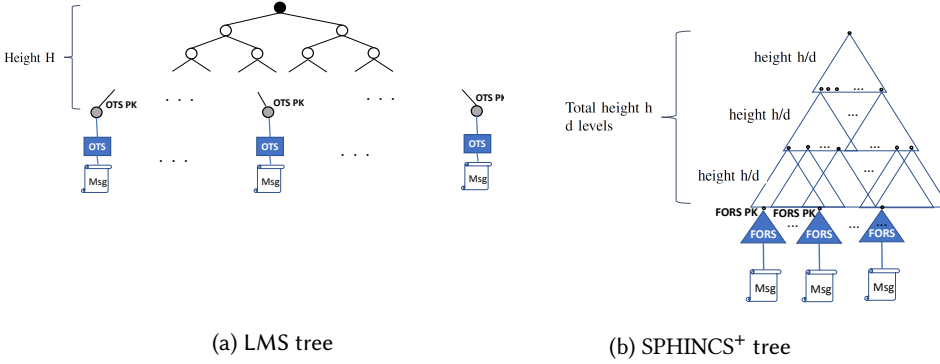 Height H
OTS PK
OTS PK
OTS PK
. . .
. . .
OTS
OTS
OTS
. . .
. . .
Msg
Msg
Msg
(a) LMS tree
height h/d
...
Total height h
d levels
height h/d
...
...
...
height h/d
...
FORS PK
FORS PK
...
...
...
FORS
FORS
FORS
Msg
Msg
Msg
(b) SPHINCS⁺ tree